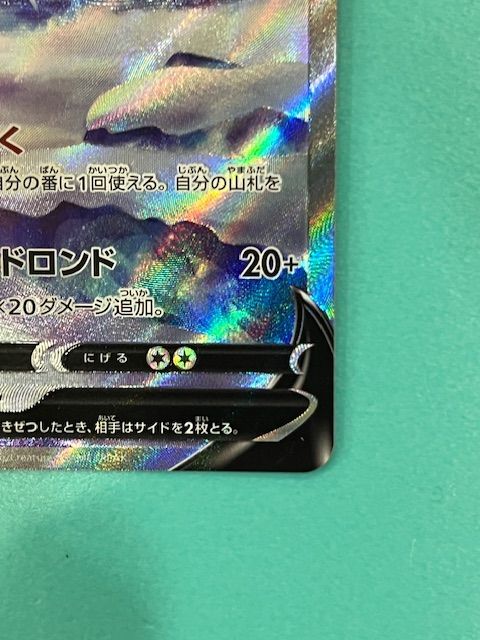 く
自分の番に1回使える。自分の山札を
ドロンド 20+
×20ダメージ追加。
にげる
きぜつしたとき、相手はサイドを2枚とる。